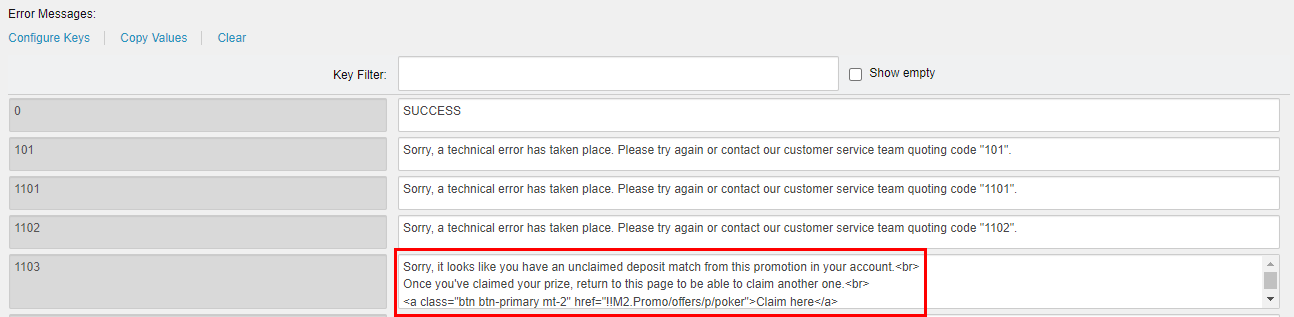 Error Messages:
Configure Keys Copy Values Clear
Key Filter: Show empty
0 SUCCESS
101 Sorry, a technical error has taken place. Please try again or contact our customer service team quoting code "101".
1101 Sorry, a technical error has taken place. Please try again or contact our customer service team quoting code "1101".
1102 Sorry, a technical error has taken place. Please try again or contact our customer service team quoting code "1102".
1103 Sorry, it looks like you have an unclaimed deposit match from this promotion in your account.<br>
Once you've claimed your prize, return to this page to be able to claim another one.<br>
<a class="btn btn-primary mt-2" href="!!M2.Promo/offers/p/poker">Claim here</a>